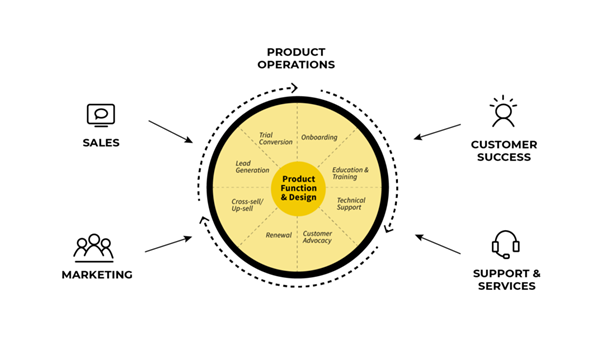 PRODUCT
OPERATIONS
SALES
CUSTOMER
SUCCESS
MARKETING
SUPPORT &
SERVICES
Trial
Conversion
Onboarding
Lead
Generation
Education &
Training
Product
Function
& Design
Cross-sell/
Up-sell
Technical
Support
Renewal
Customer
Advocacy